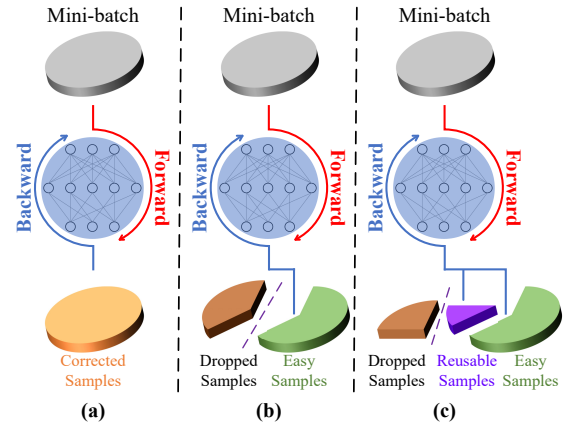 Mini-batch
Backward
Forward
Corrected
Samples
(a)
Mini-batch
Backward
Forward
Dropped
Samples
Easy
Samples
(b)
Mini-batch
Backward
Forward
Dropped
Samples
Reusable
Samples
Easy
Samples
(c)